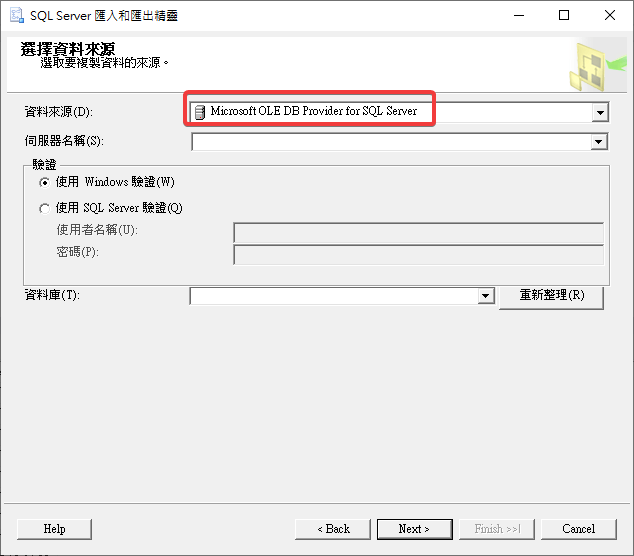 SQL Server 匯入和匯出精靈
選擇資料來源
選取要複製資料的來源。
資料來源(D):
Microsoft OLE DB Provider for SQL Server
伺服器名稱(S):
驗證
使用 Windows 驗證(W)
使用 SQL Server 驗證(Q)
使用者名稱(U):
密碼(P):
資料庫(T):
重新整理(R)
Help
< Back
Next >
Finish >>|
Cancel